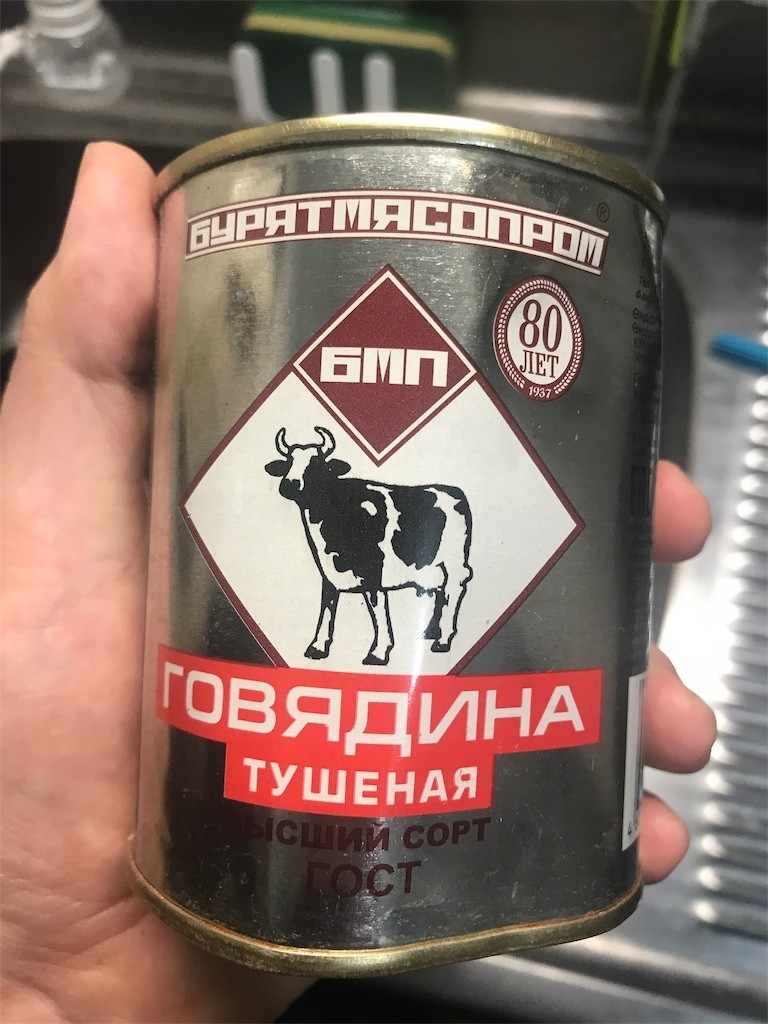 БУРЯТМЯСОПРОМ
®
БМП
80
ЛЕТ
1937
ГОВЯДИНА
ТУШЕНАЯ
ВЫСШИЙ СОРТ
ГОСТ